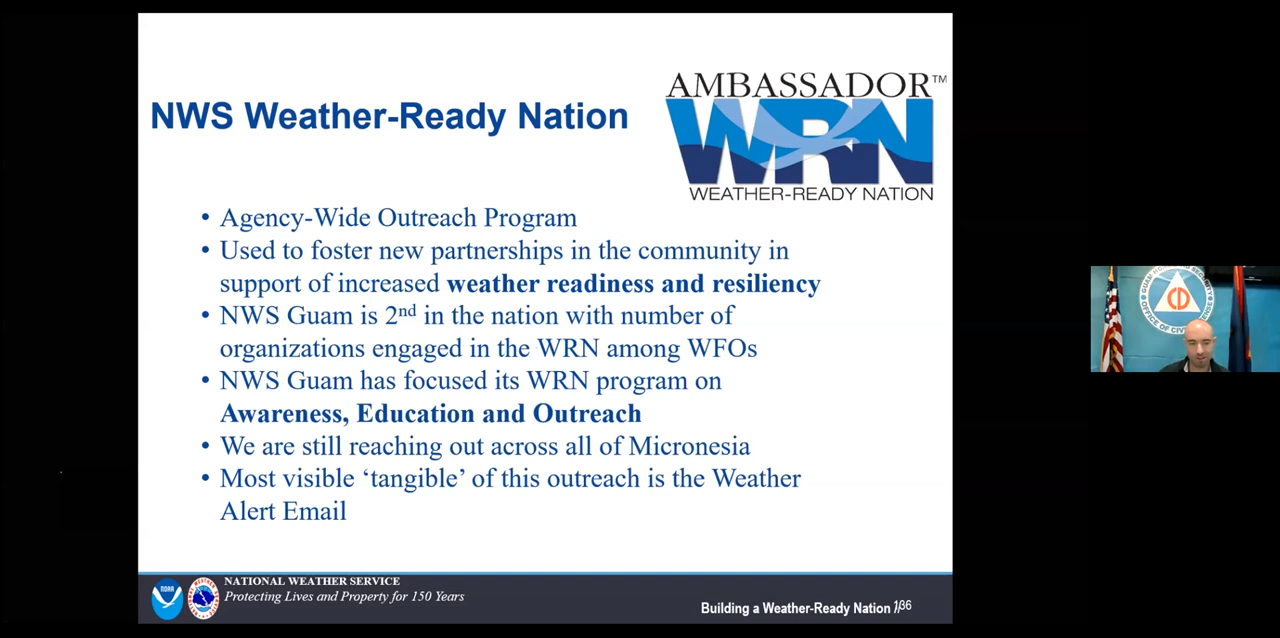 AMBASSADOR™
WRN
WEATHER-READY NATION
NWS Weather-Ready Nation
• Agency-Wide Outreach Program
• Used to foster new partnerships in the community in
support of increased weather readiness and resiliency
• NWS Guam is 2nd in the nation with number of
organizations engaged in the WRN among WFOs
• NWS Guam has focused its WRN program on
Awareness, Education and Outreach
• We are still reaching out across all of Micronesia
• Most visible ‘tangible’ of this outreach is the Weather
Alert Email
NOAA
NATIONAL WEATHER SERVICE
Protecting Lives and Property for 150 Years
Building a Weather-Ready Nation
CD